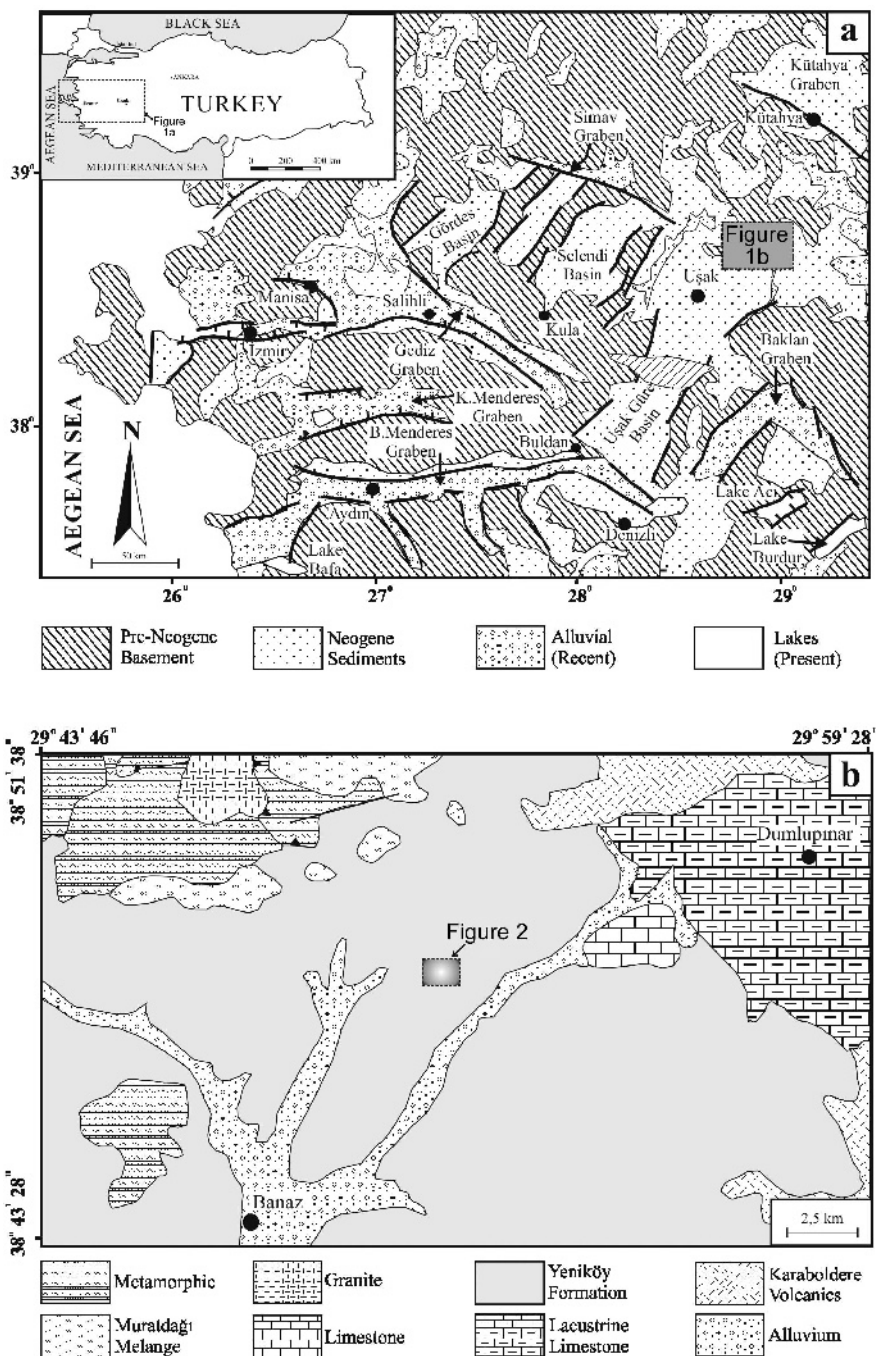 BLACK SEA
AEGEAN SEA
ANKARA
TURKEY
Figure
1a
MEDITERRANEAN SEA
0 200 400 km
a
Kütahya
Graben
Kütahya
Simav
Graben
39°
Gördes
Basin
Selendi
Basin
Figure
1b
Uşak
Manisa
Salihli
İzmir
Kula
Gediz
Graben
Baklan
Graben
K.Menderes
Graben
38°
B.Menderes
Graben
Buldan
Uşak Güre
Basin
AEGEAN SEA
N
50 km
Aydın
Lake
Bafa
Denizli
Lake Acı
Lake
Burdur
26° 27° 28° 29°
Pre-Neogene
Basement
Neogene
Sediments
Alluvial
(Recent)
Lakes
(Present)
29° 43' 46" 29° 59' 28"
38° 51' 38"
b
Dumlupınar
Figure 2
Banaz
38° 43' 28"
2,5 km
Metamorphic
Granite
Yeniköy
Formation
Karaboldere
Volcanics
Muratdağı
Melange
Limestone
Lacustrine
Limestone
Alluvium